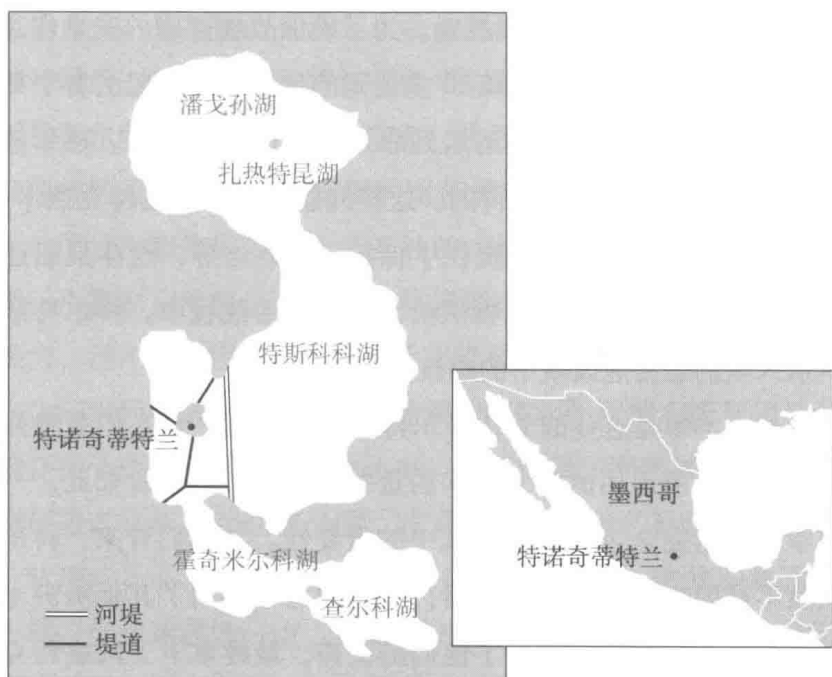 潘戈孙湖
扎热特昆湖
特斯科科湖
特诺奇蒂特兰
霍奇米尔科湖
查尔科湖
河堤
堤道
墨西哥
特诺奇蒂特兰